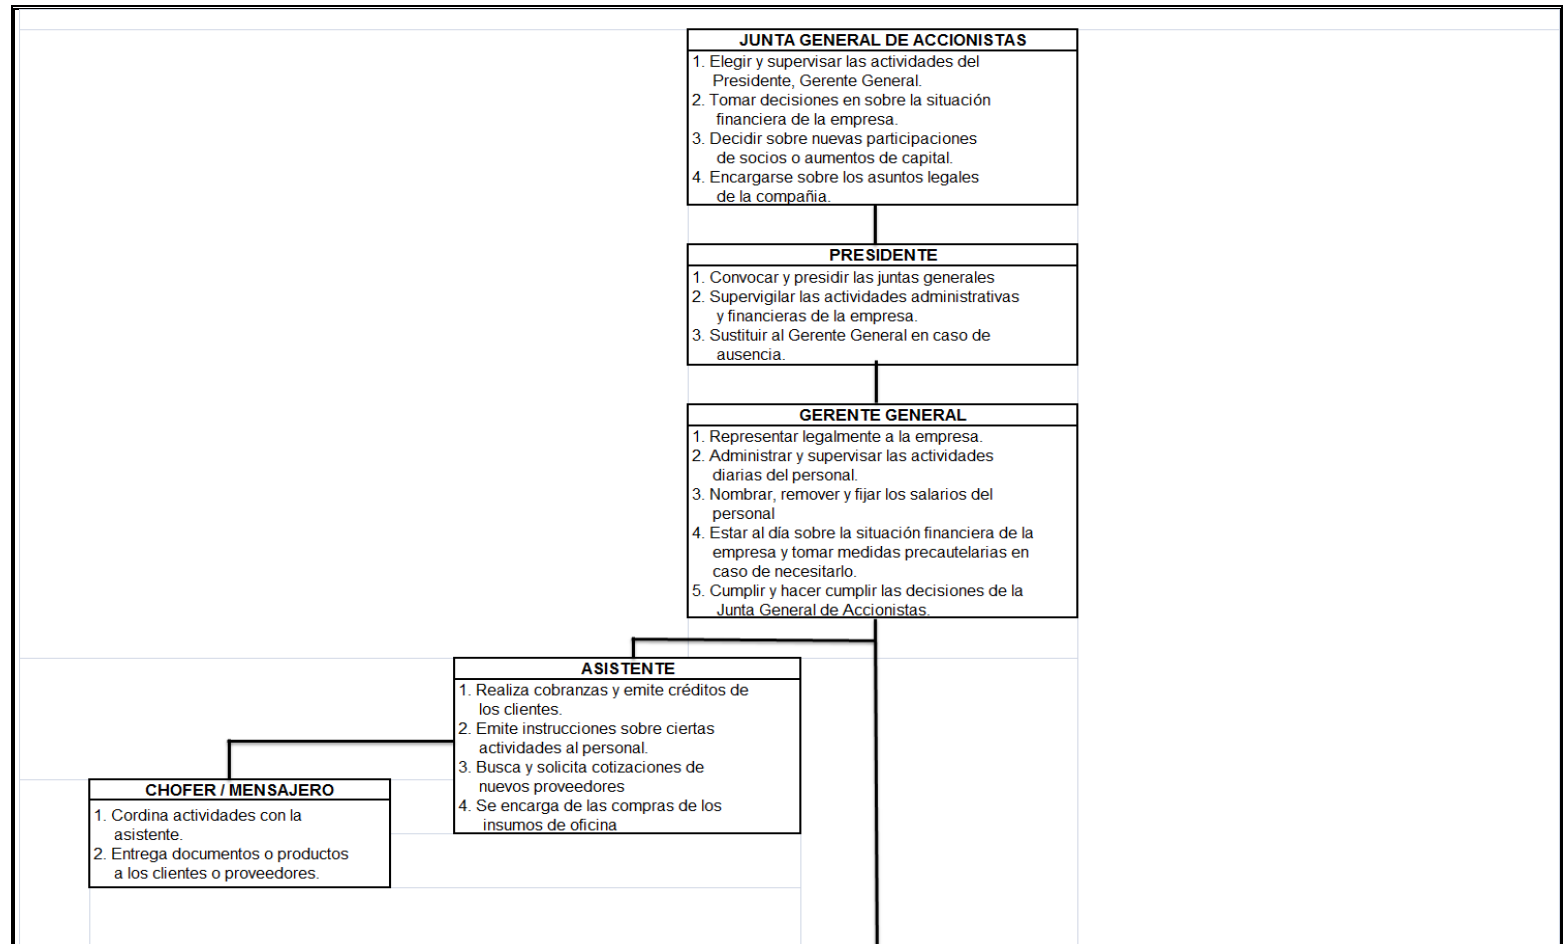 JUNTA GENERAL DE ACCIONISTAS
1. Elegir y supervisar las actividades del
Presidente, Gerente General.
2. Tomar decisiones en sobre la situación
financiera de la empresa.
3. Decidir sobre nuevas participaciones
de socios o aumentos de capital.
4. Encargarse sobre los asuntos legales
de la compañia.
PRESIDENTE
1. Convocar y presidir las juntas generales
2. Supervigilar las actividades administrativas
y financieras de la empresa.
3. Sustituir al Gerente General en caso de
ausencia.
GERENTE GENERAL
1. Representar legalmente a la empresa.
2. Administrar y supervisar las actividades
diarias del personal.
3. Nombrar, remover y fijar los salarios del
personal
4. Estar al día sobre la situación financiera de la
empresa y tomar medidas precautelarias en
caso de necesitarlo.
5. Cumplir y hacer cumplir las decisiones de la
Junta General de Accionistas.
ASISTENTE
1. Realiza cobranzas y emite créditos de
los clientes.
2. Emite instrucciones sobre ciertas
actividades al personal.
3. Busca y solicita cotizaciones de
nuevos proveedores
4. Se encarga de las compras de los
insumos de oficina
CHOFER / MENSAJERO
1. Cordina actividades con la
asistente.
2. Entrega documentos o productos
a los clientes o proveedores.